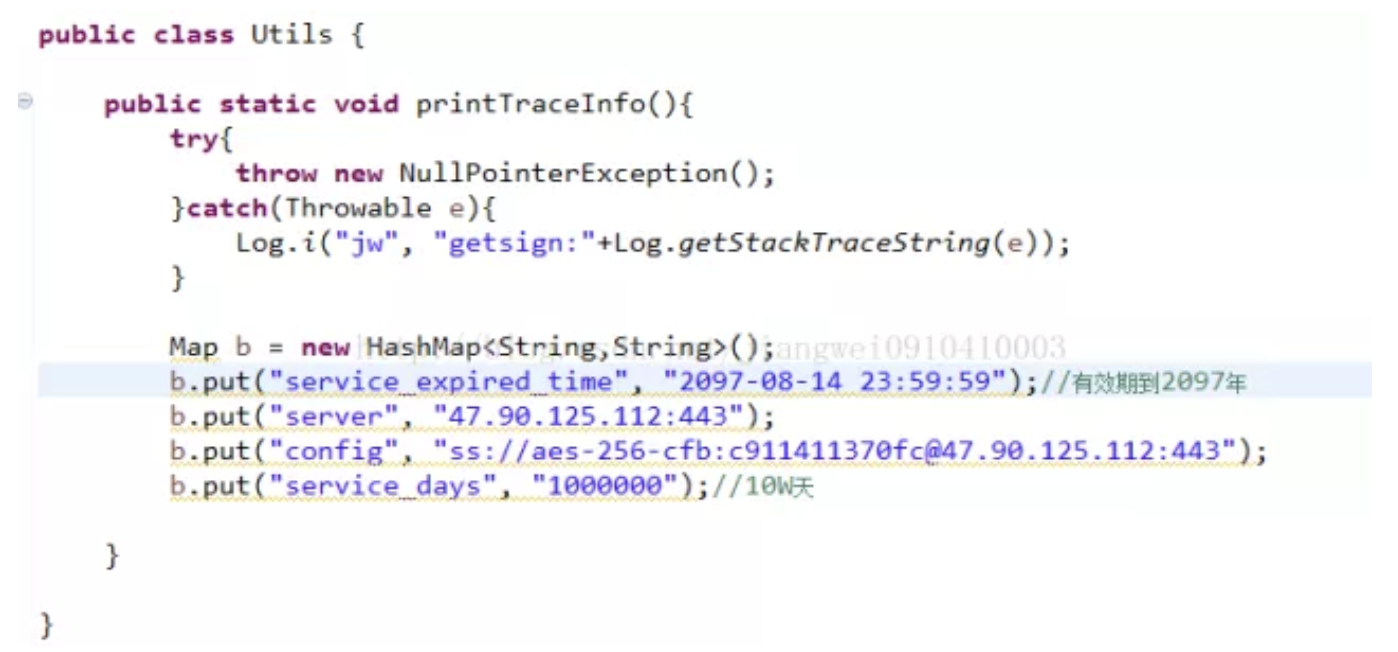 public class Utils {
public static void printTraceInfo(){
try{
throw new NullPointerException();
}catch(Throwable e){
Log.i("jw", "getsign:"+Log.getStackTraceString(e));
}
Map b = new HashMap<String,String>();angwei0910410003
b.put("service_expired_time", "2097-08-14 23:59:59");//有效期到2097年
b.put("server", "47.90.125.112:443");
b.put("config", "ss://aes-256-cfb:c911411370fc@47.90.125.112:443");
b.put("service_days", "1000000");//10W天
}
}